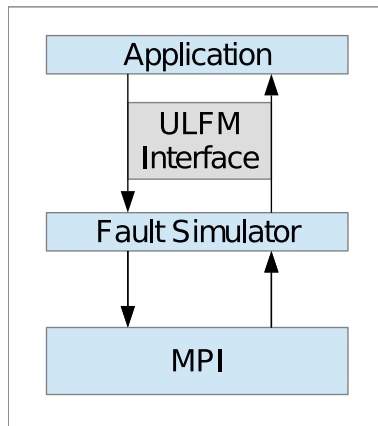 Application
ULFM
Interface
Fault Simulator
MPI